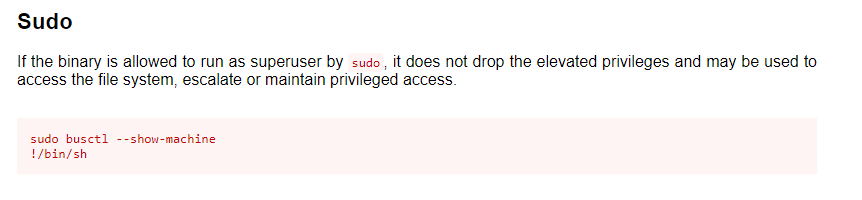 Sudo
If the binary is allowed to run as superuser by sudo, it does not drop the elevated privileges and may be used to
access the file system, escalate or maintain privileged access.
sudo busctl --show-machine
!/bin/sh